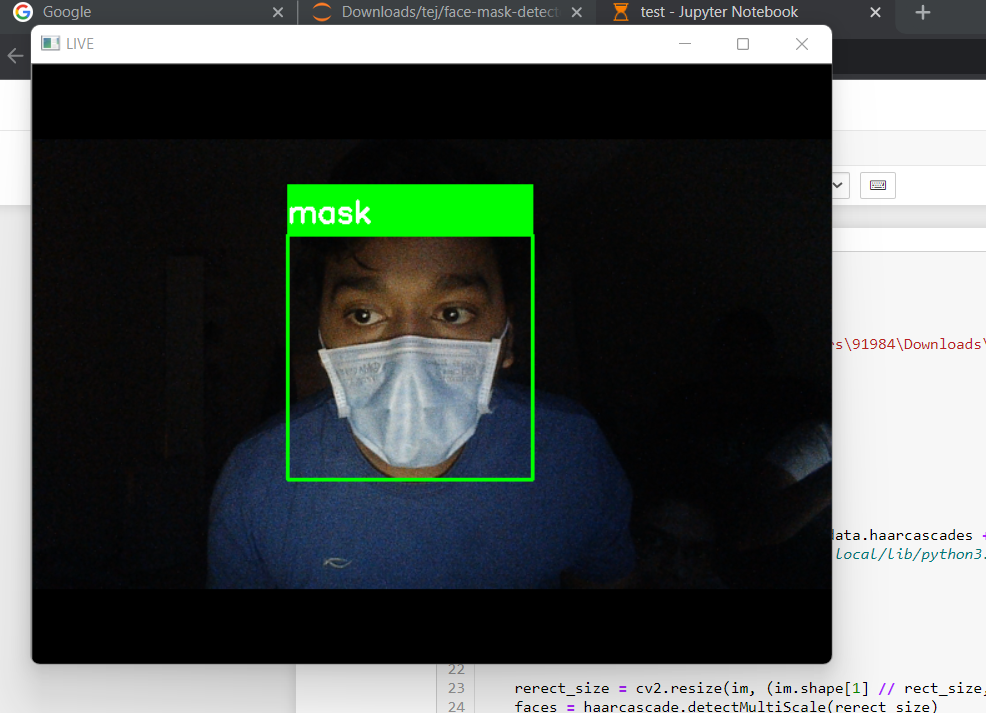 Google
Downloads/tej/face-mask-detect
test - Jupyter Notebook
LIVE
mask
rs\91984\Downloads\
data.haarcascades +
local/lib/python3.
22
23 rerect_size = cv2.resize(im, (im.shape[1] // rect_size,
24 faces = haarcascade.detectMultiScale(rerect_size)